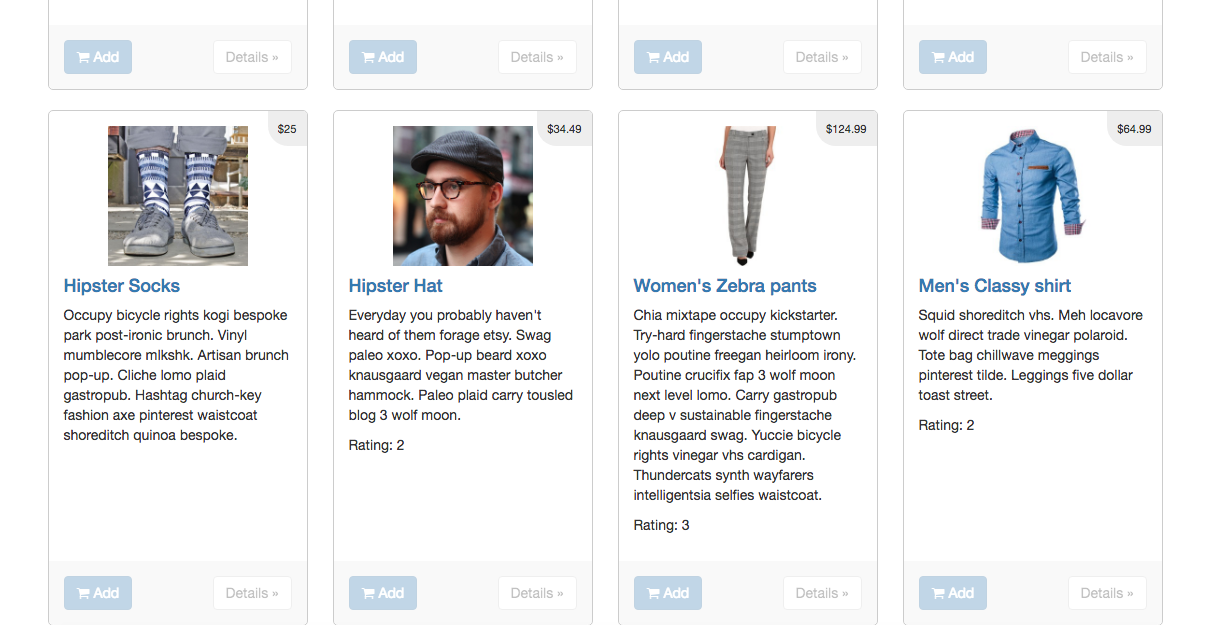 Add Details » Add Details » Add Details » Add Details »
$25
Hipster Socks
Occupy bicycle rights kogi bespoke
park post-ironic brunch. Vinyl
mumblecore mlkshk. Artisan brunch
pop-up. Cliche lomo plaid
gastropub. Hashtag church-key
fashion axe pinterest waistcoat
shoreditch quinoa bespoke.
$34.49
Hipster Hat
Everyday you probably haven't
heard of them forage etsy. Swag
paleo xoxo. Pop-up beard xoxo
knausgaard vegan master butcher
hammock. Paleo plaid carry tousled
blog 3 wolf moon.
Rating: 2
$124.99
Women's Zebra pants
Chia mixtape occupy kickstarter.
Try-hard fingerstache stumptown
yolo poutine freegan heirloom irony.
Poutine crucifix fap 3 wolf moon
next level lomo. Carry gastropub
deep v sustainable fingerstache
knausgaard swag. Yuccie bicycle
rights vinegar vhs cardigan.
Thundercats synth wayfarers
intelligentsia selfies waistcoat.
Rating: 3
$64.99
Men's Classy shirt
Squid shoreditch vhs. Meh locavore
wolf direct trade vinegar polaroid.
Tote bag chillwave meggings
pinterest tilde. Leggings five dollar
toast street.
Rating: 2
Add Details » Add Details » Add Details » Add Details »